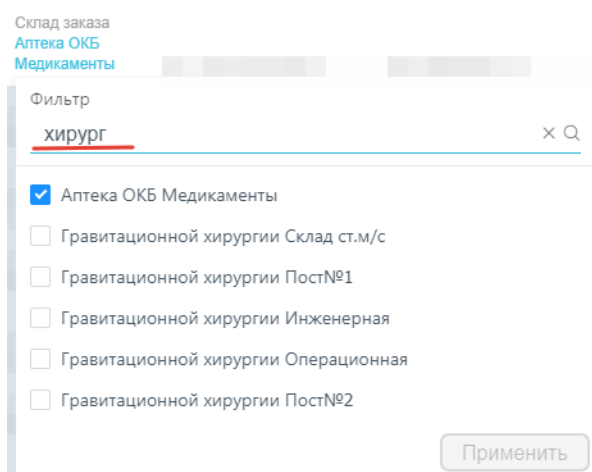 Склад заказа
Аптека ОКБ
Медикаменты
Фильтр
хирург
Аптека ОКБ Медикаменты
Гравитационной хирургии Склад ст.м/с
Гравитационной хирургии Пост№1
Гравитационной хирургии Инженерная
Гравитационной хирургии Операционная
Гравитационной хирургии Пост№2
Применить